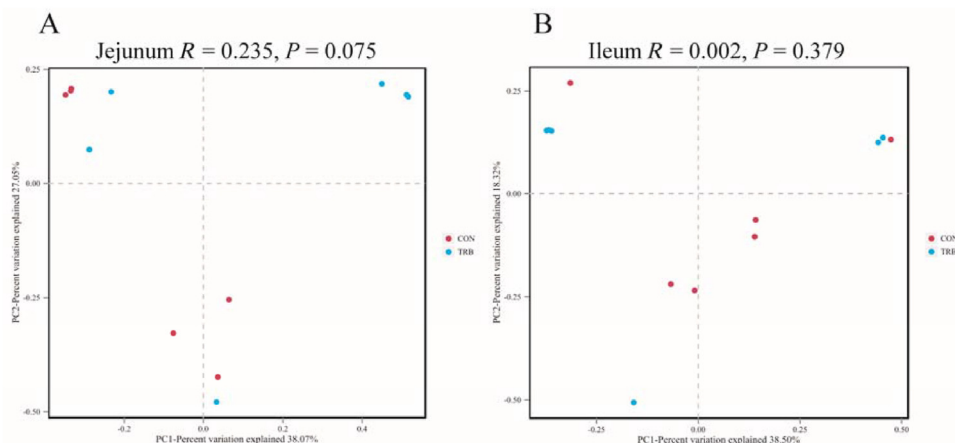 A
Jejunum R = 0.235, P = 0.075
0.25
0.00
-0.25
-0.50
PC2-Percent variation explained 27.05%
-0.2
0.0
0.2
0.4
PC1-Percent variation explained 38.07%
CON
TRB
B
Ileum R = 0.002, P = 0.379
0.25
0.00
-0.25
-0.50
PC2-Percent variation explained 18.32%
-0.25
0.00
0.25
0.50
PC1-Percent variation explained 38.50%
CON
TRB